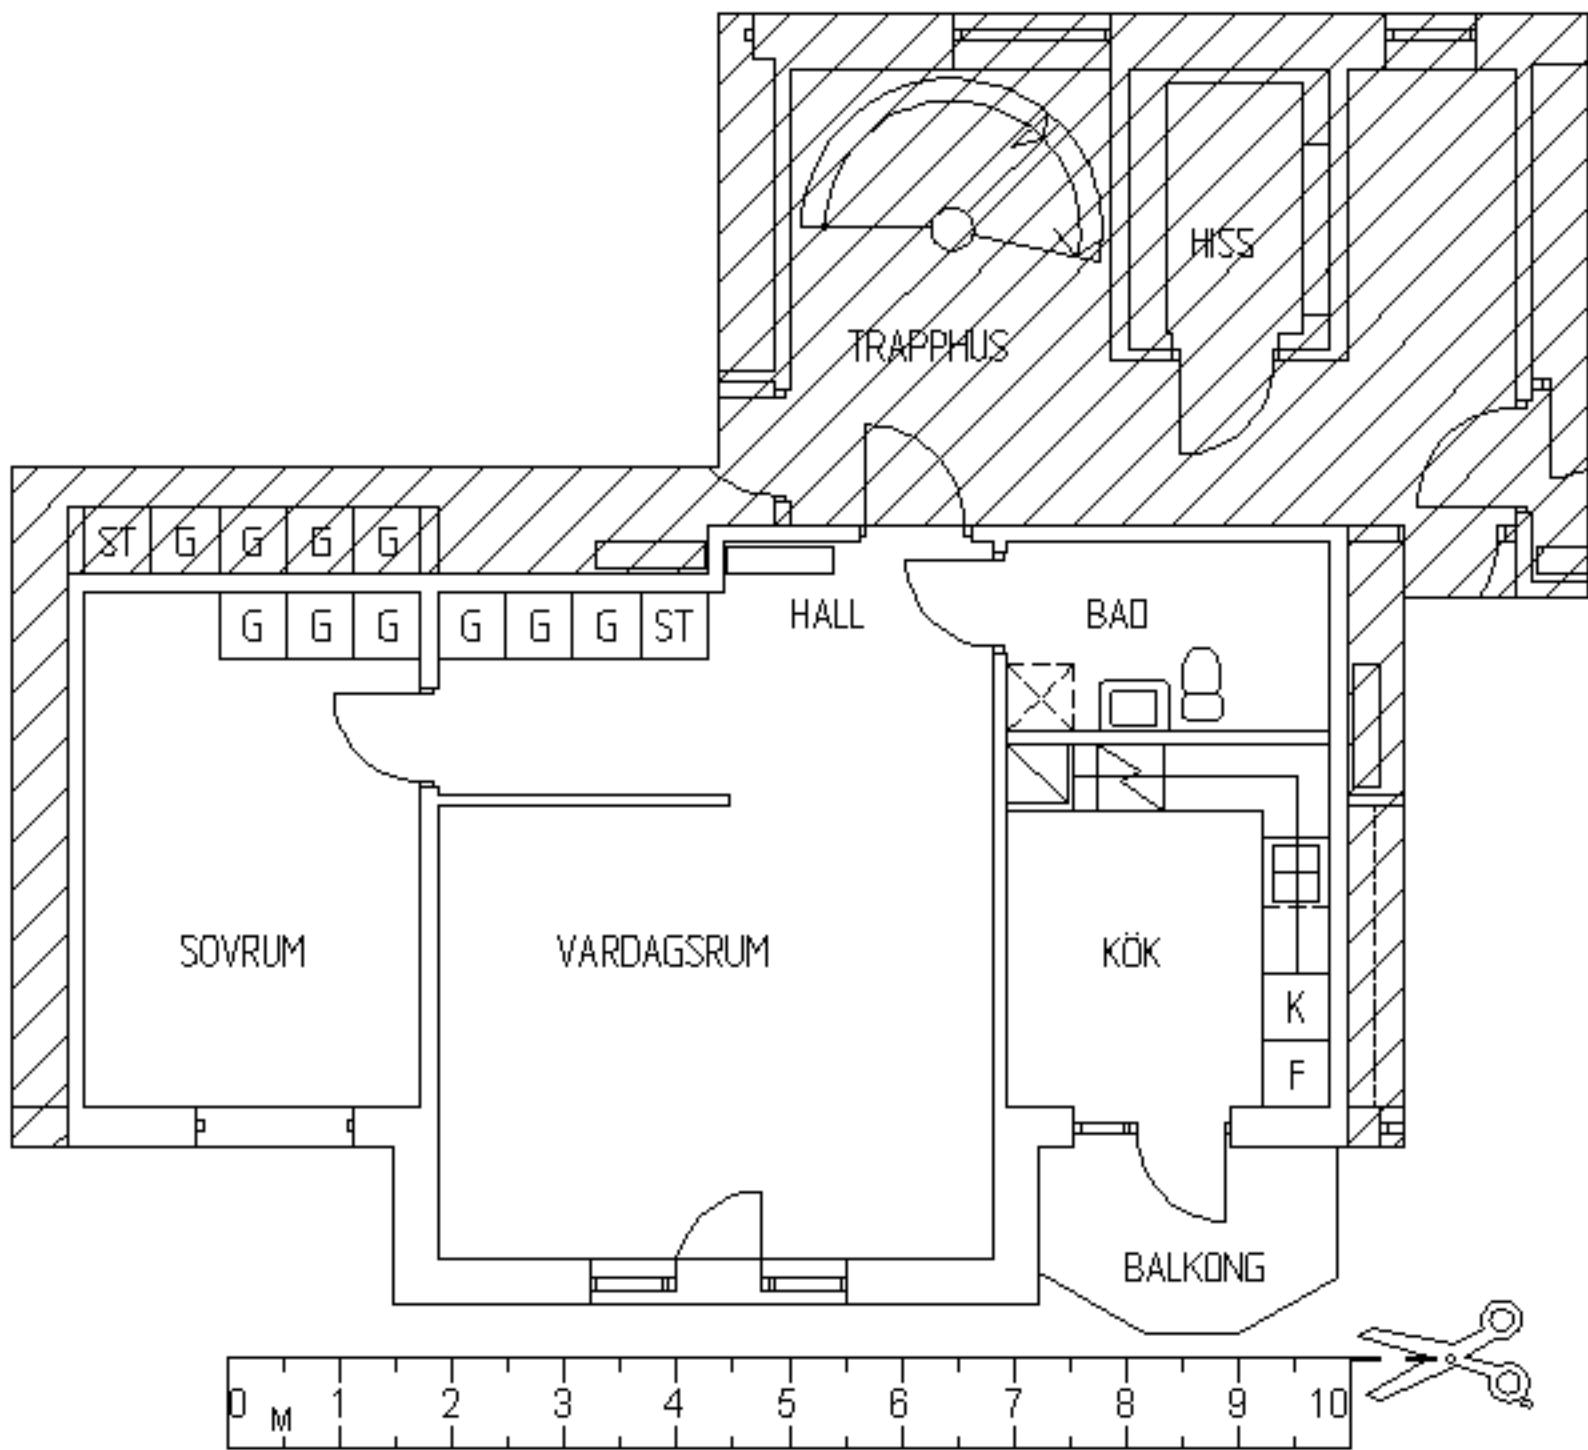 HISS
TRAPPHUS
ST G G G G
G G G G G G ST
HALL
BAD
SOVRUM
VARDAGSRUM
KÖK
K
F
BALKONG
0 M 1 2 3 4 5 6 7 8 9 10